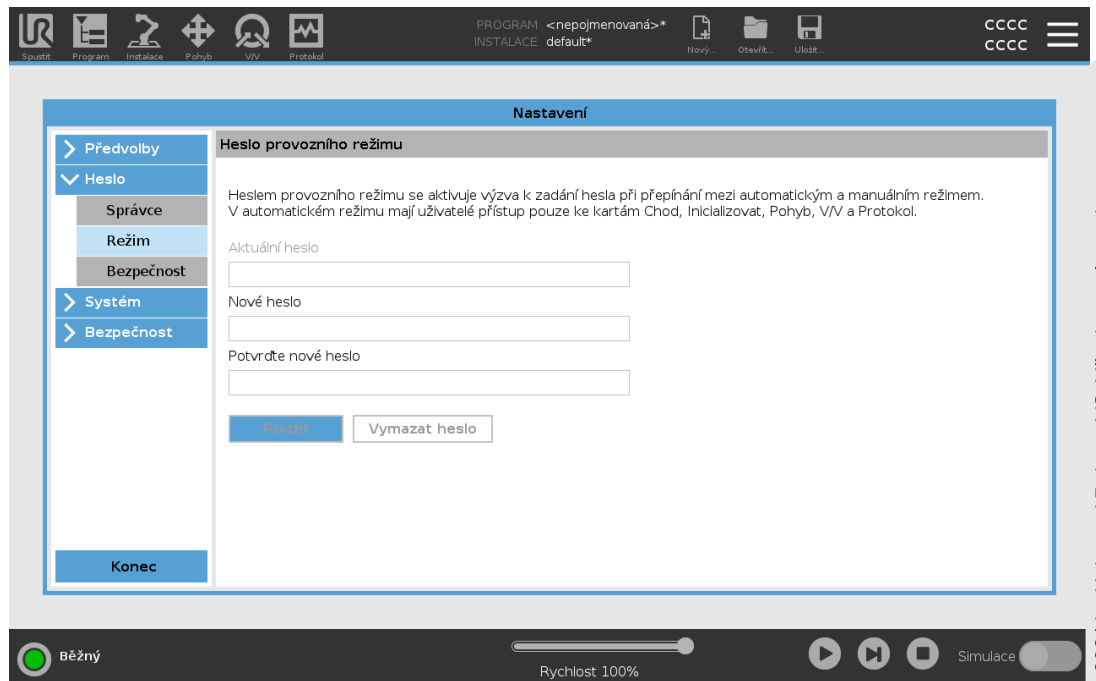 PROGRAM <nepojmenovaná>*
INSTALACE default*
CCCC
CCCC
Spustit Program Instalace Pohyb V/V Protokol Nový... Otevřít... Uložit...
Nastavení
Předvolby
Heslo
Správce
Režim
Bezpečnost
Systém
Bezpečnost
Konec
Heslo provozního režimu
Heslem provozního režimu se aktivuje výzva k zadání hesla při přepínání mezi automatickým a manuálním režimem.
V automatickém režimu mají uživatelé přístup pouze ke kartám Chod, Inicializovat, Pohyb, V/V a Protokol.
Aktuální heslo
Nové heslo
Potvrďte nové heslo
Použít Vymazat heslo
Běžný
Rychlost 100%
Simulace